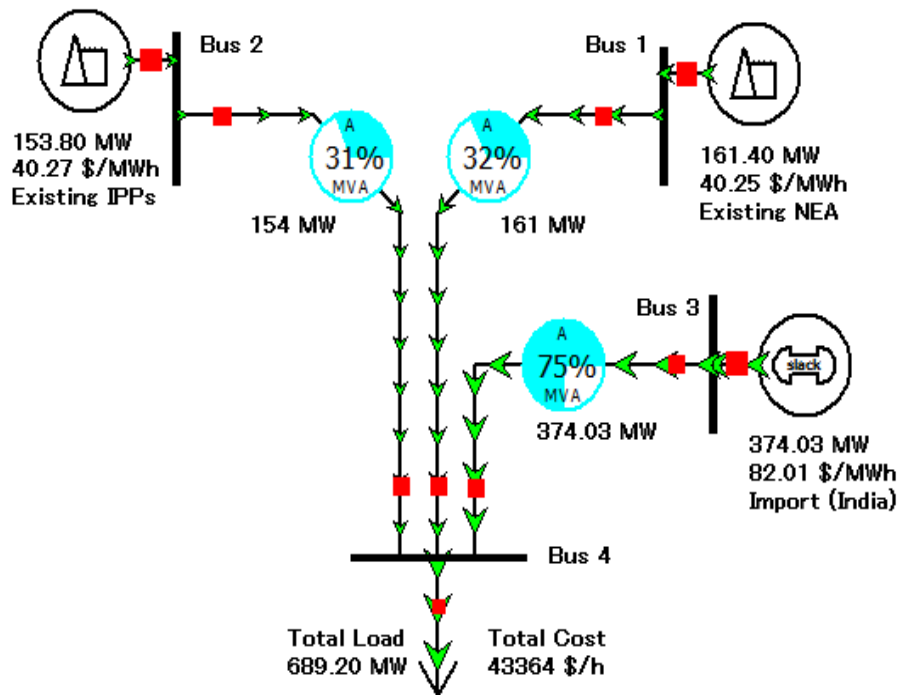 Bus 2
Bus 1
153.80 MW
40.27 $/MWh
Existing IPPs
A
31%
MVA
154 MW
A
32%
MVA
161 MW
161.40 MW
40.25 $/MWh
Existing NEA
Bus 3
A
75%
MVA
374.03 MW
slack
374.03 MW
82.01 $/MWh
Import (India)
Bus 4
Total Load
689.20 MW
Total Cost
43364 $/h